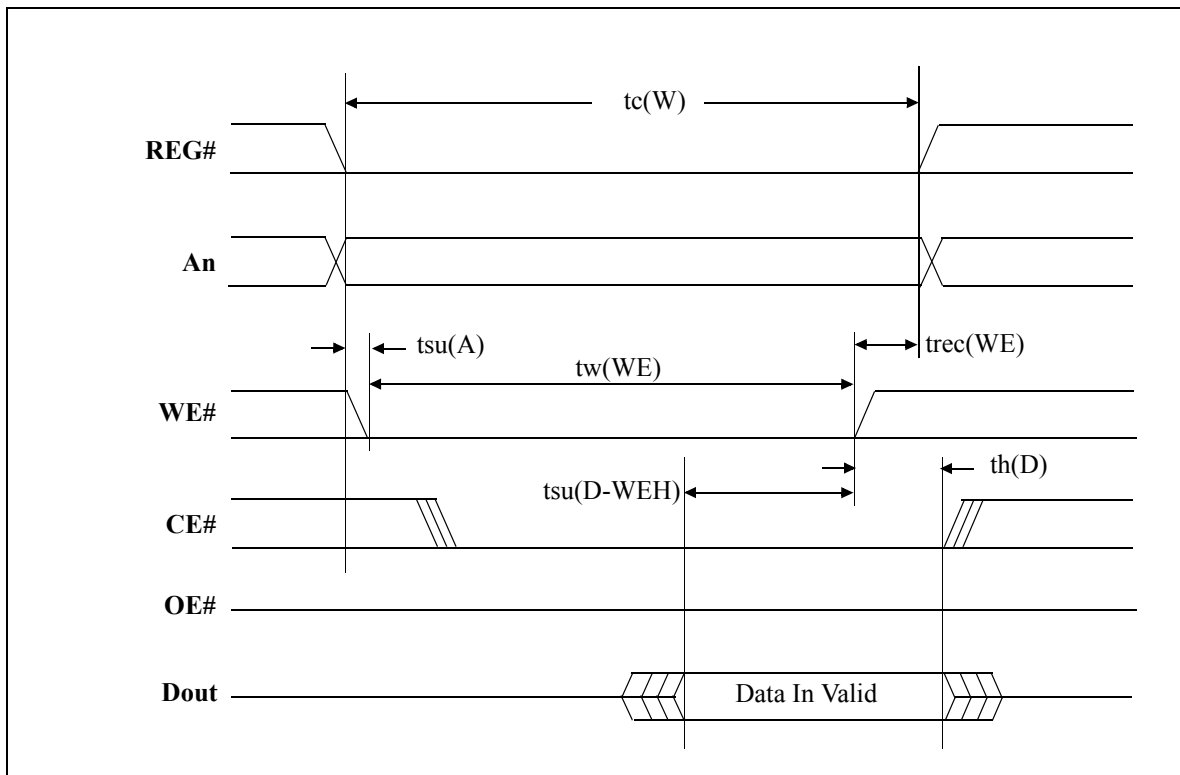 tc(W)
REG#
An
tsu(A)
trec(WE)
tw(WE)
WE#
th(D)
tsu(D-WEH)
CE#
OE#
Dout
Data In Valid